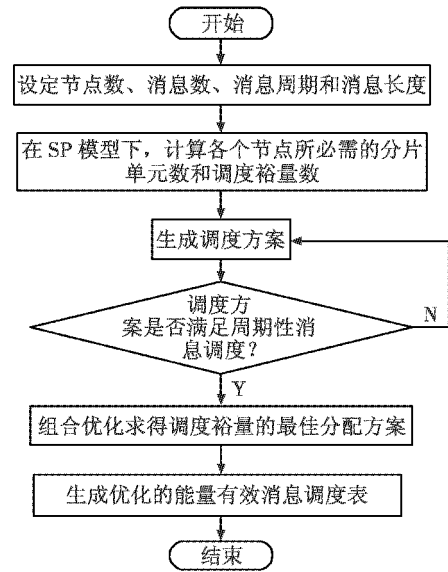 开始
设定节点数、消息数、消息周期和消息长度
在SP模型下，计算各个节点所必需的分片
单元数和调度裕量数
生成调度方案
调度方
案是否满足周期性消
息调度？
N
Y
组合优化求得调度裕量的最佳分配方案
生成优化的能量有效消息调度表
结束